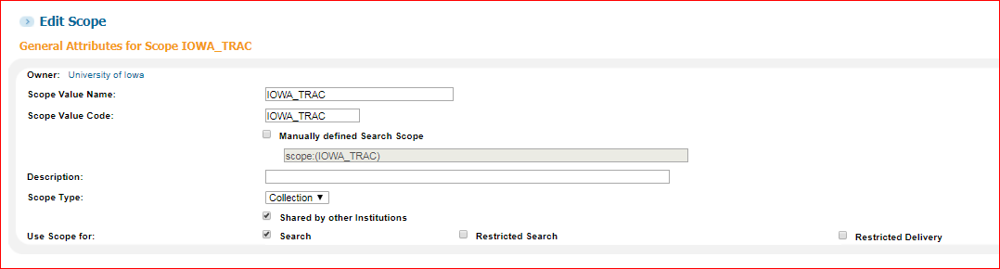 Edit Scope
General Attributes for Scope IOWA_TRAC
Owner: University of Iowa
Scope Value Name: IOWA_TRAC
Scope Value Code: IOWA_TRAC
Manually defined Search Scope
scope:(IOWA_TRAC)
Description:
Scope Type: Collection
Shared by other Institutions
Use Scope for: Search Restricted Search Restricted Delivery